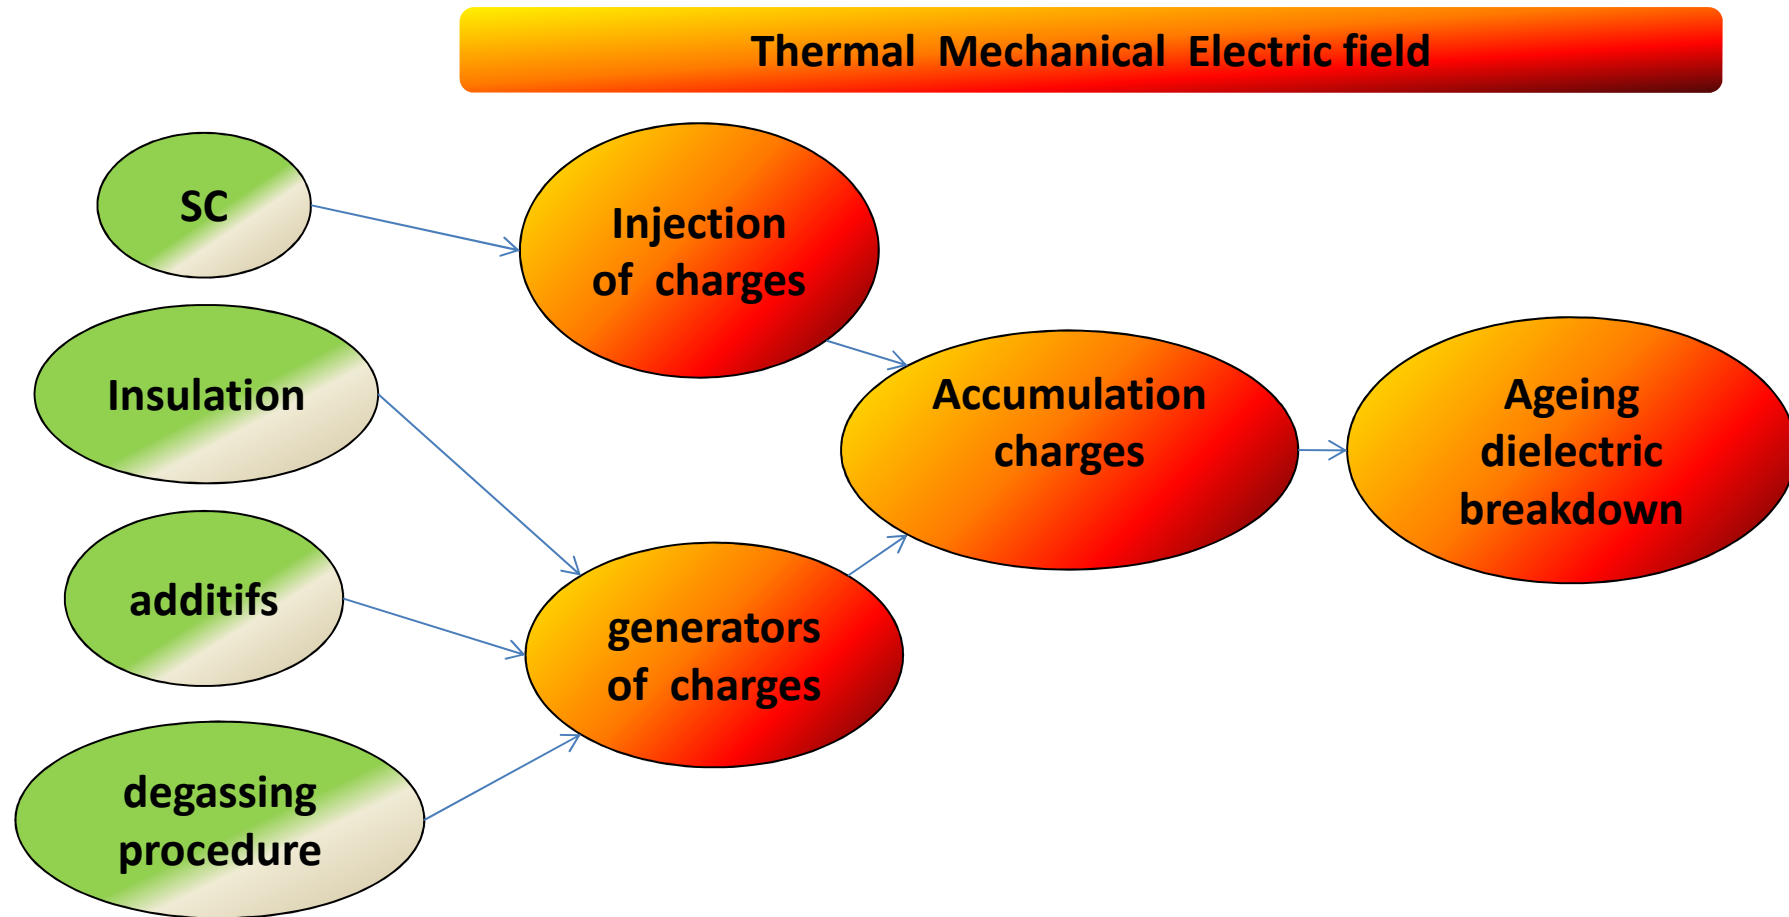 Thermal Mechanical Electric field
SC
Injection
of charges
Insulation
Accumulation
charges
Ageing
dielectric
breakdown
additifs
generators
of charges
degassing
procedure